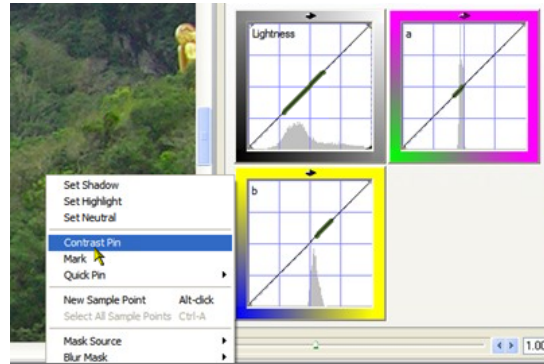 Lightness
a
b
Set Shadow
Set Highlight
Set Neutral
Contrast Pin
Mark
Quick Pin
New Sample Point Alt-click
Select All Sample Points Ctrl-A
Mask Source
Blur Mask
1.00